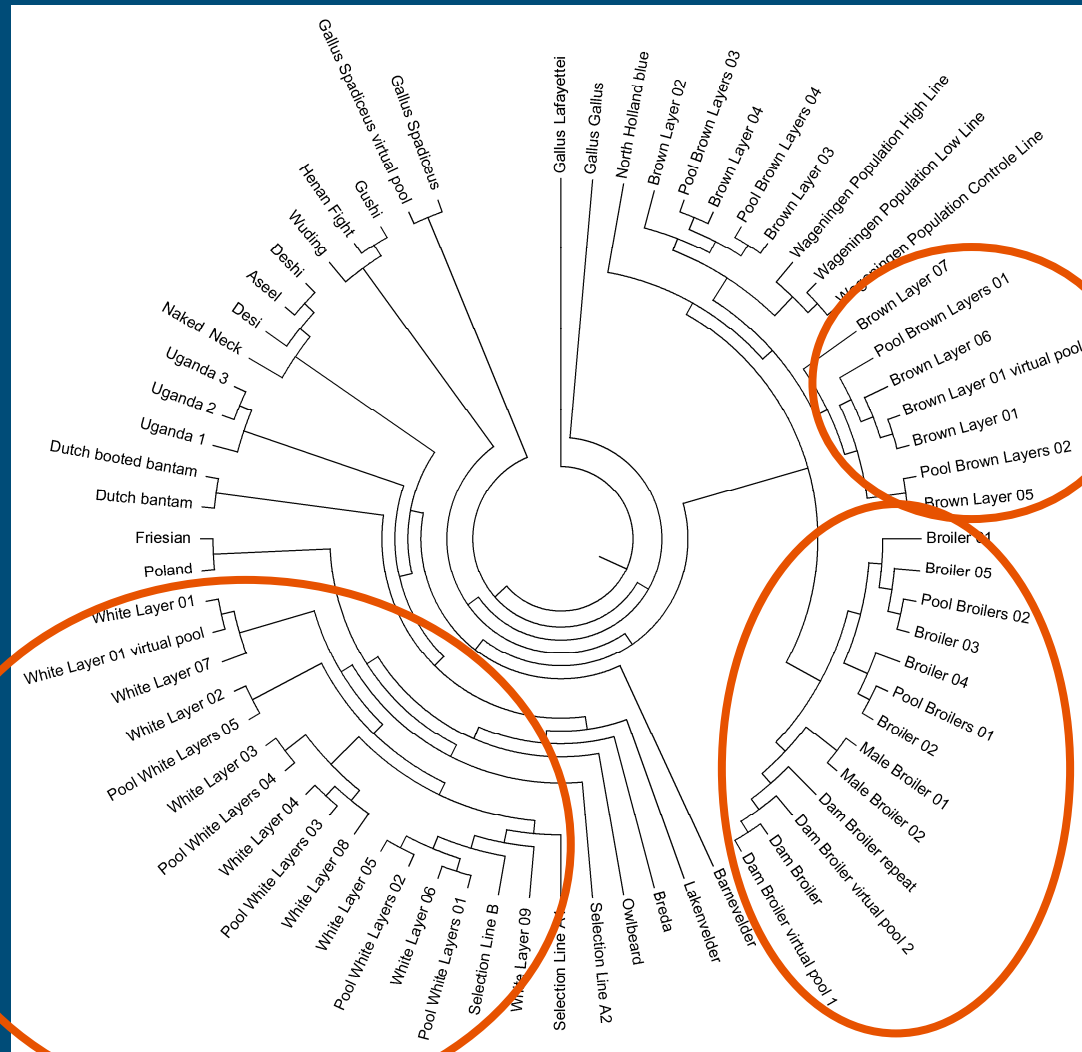 Gallus Lafayettei
Gallus Gallus
North Holland blue
Brown Layer 02
Pool Brown Layers 03
Brown Layer 04
Pool Brown Layers 04
Brown Layer 03
Wageningen Population High Line
Wageningen Population Low Line
Wageningen Population Controle Line
Brown Layer 07
Pool Brown Layers 01
Brown Layer 06
Brown Layer 01 virtual pool
Brown Layer 01
Pool Brown Layers 02
Brown Layer 05
Broiler 01
Broiler 05
Pool Broilers 02
Broiler 03
Broiler 04
Pool Broilers 01
Broiler 02
Male Broiler 01
Male Broiler 02
Dam Broiler repeat
Dam Broiler virtual pool 2
Dam Broiler
Dam Broiler virtual pool 1
Barnevelder
Lakenvelder
Breda
Owlbeard
Selection Line A2
Selection Line
White Layer 09
Selection Line B
Pool White Layers 01
White Layer 06
Pool White Layers 02
White Layer 05
White Layer 08
Pool White Layers 03
White Layer 04
Pool White Layers 04
White Layer 03
Pool White Layers 05
White Layer 02
White Layer 07
White Layer 01 virtual pool
White Layer 01
Poland
Friesian
Dutch bantam
Dutch booted bantam
Uganda 1
Uganda 2
Uganda 3
Naked Neck
Desi
Aseel
Deshi
Wuding
Henan Fight
Gushi
Gallus Spadiceus virtual pool
Gallus Spadiceus